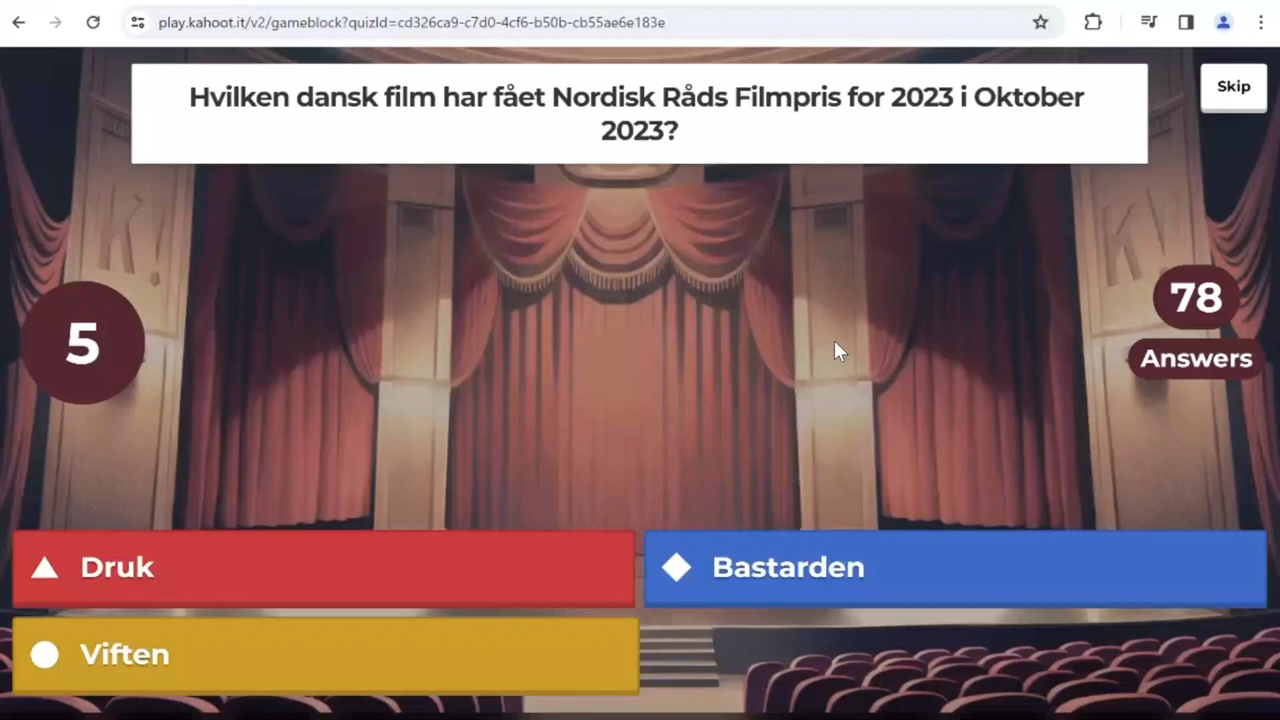 play.kahoot.it/v2/gameblock?quizId=cd326ca9-c7d0-4cf6-b50b-cb55ae6e183e
Hvilken dansk film har fået Nordisk Råds Filmpris for 2023 i Oktober
2023?
Skip
K!
K!
5
78
Answers
Druk
Bastarden
Viften